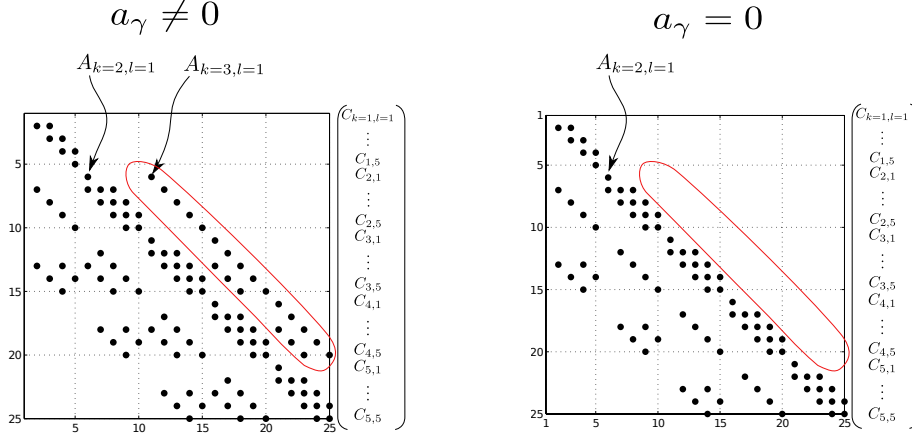 a_γ ≠ 0
a_γ = 0
A_{k=2,l=1}
A_{k=3,l=1}
A_{k=2,l=1}
5
10
15
20
25
5
10
15
20
25
C_{k=1,l=1}
⋮
C_{1,5}
C_{2,1}
⋮
C_{2,5}
C_{3,1}
⋮
C_{3,5}
C_{4,1}
⋮
C_{4,5}
C_{5,1}
⋮
C_{5,5}
1
5
10
15
20
25
1
5
10
15
20
25
C_{k=1,l=1}
⋮
C_{1,5}
C_{2,1}
⋮
C_{2,5}
C_{3,1}
⋮
C_{3,5}
C_{4,1}
⋮
C_{4,5}
C_{5,1}
⋮
C_{5,5}